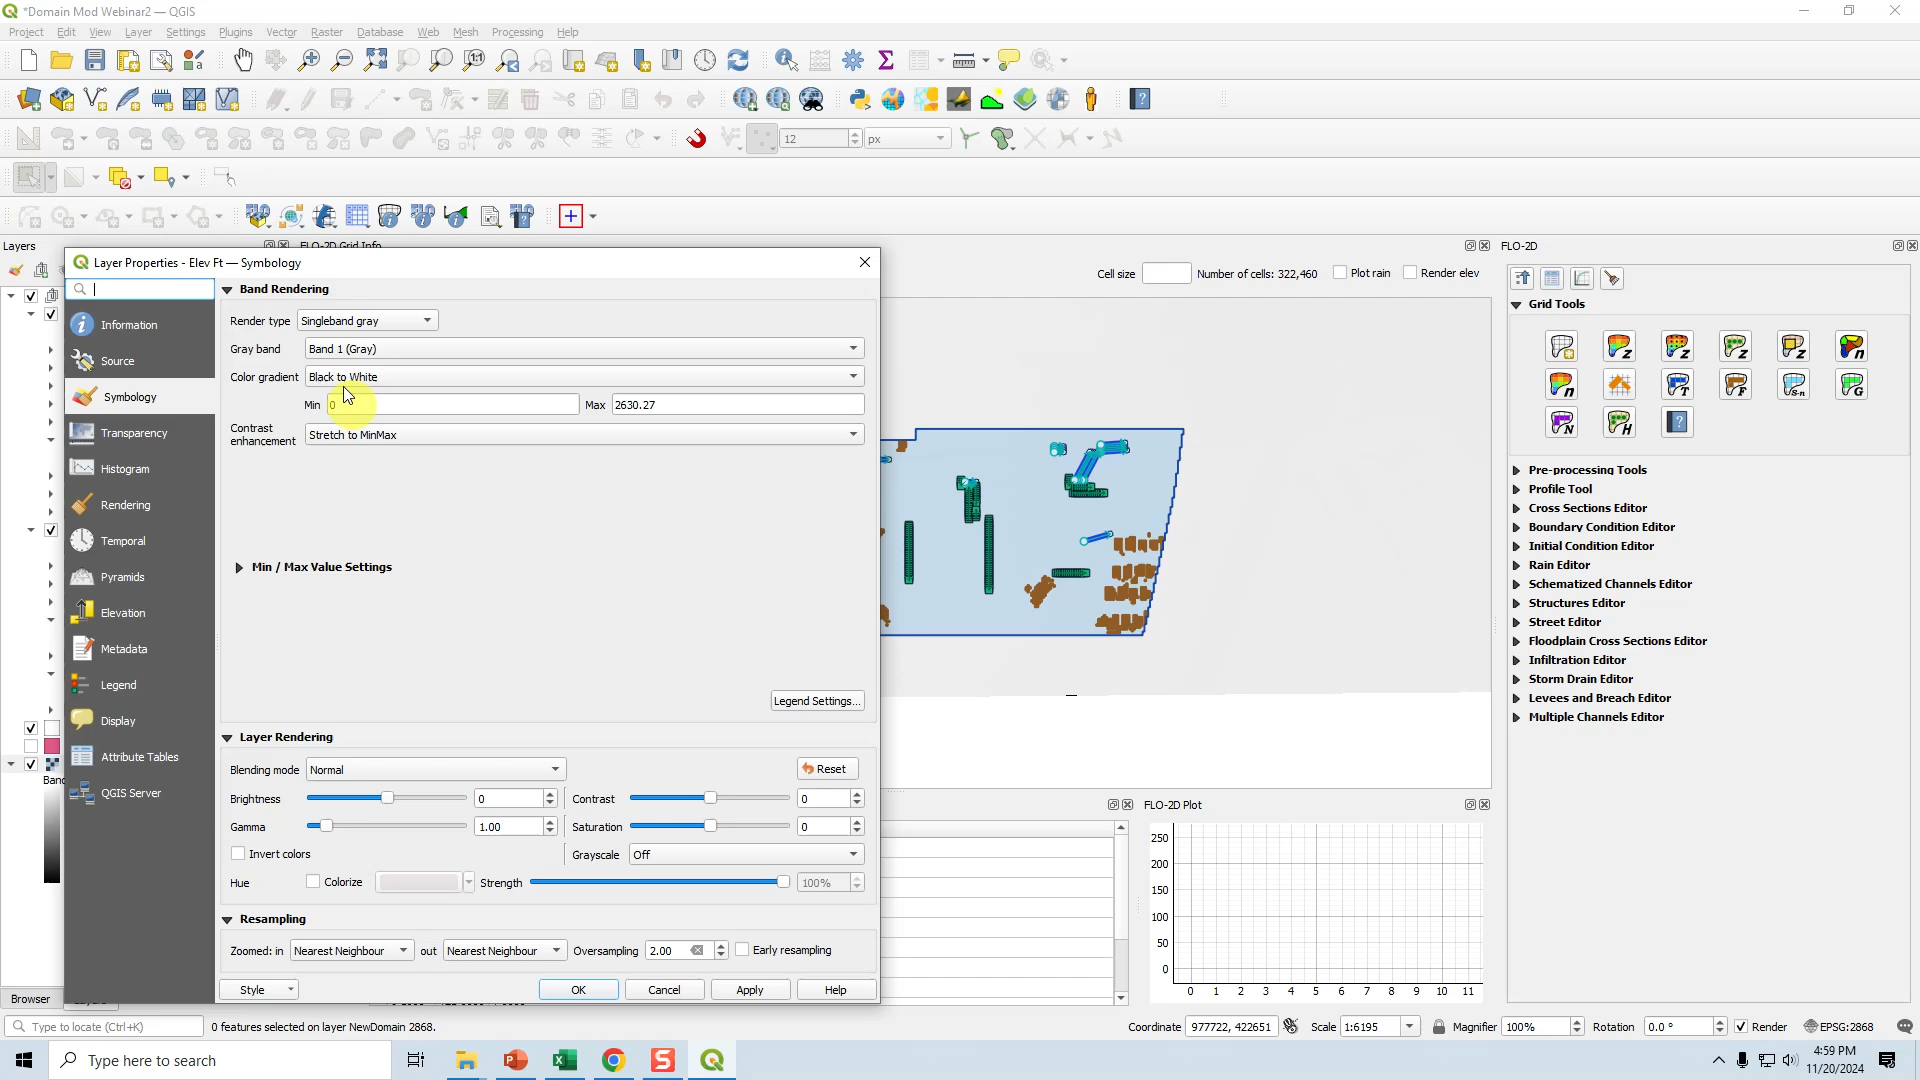 *Domain Mod Webinar2 — QGIS
Project Edit View Layer Settings Plugins Vector Raster Database Web Mesh Processing Help
12 px
Layers
FLO-2D Grid Info
FLO-2D
Layer Properties - Elev Ft — Symbology
Cell size Number of cells: 322,460 Plot rain Render elev
Information
Source
Symbology
Transparency
Histogram
Rendering
Temporal
Pyramids
Elevation
Metadata
Legend
Display
Attribute Tables
QGIS Server
Band Rendering
Render type Singleband gray
Gray band Band 1 (Gray)
Color gradient Black to White
Min 0 Max 2630.27
Contrast
enhancement Stretch to MinMax
Min / Max Value Settings
Legend Settings...
Layer Rendering
Blending mode Normal Reset
Brightness 0 Contrast 0
Gamma 1.00 Saturation 0
Invert colors Grayscale Off
Hue Colorize Strength 100%
Resampling
Zoomed: in Nearest Neighbour out Nearest Neighbour Oversampling 2.00 Early resampling
Style OK Cancel Apply Help
Grid Tools
Pre-processing Tools
Profile Tool
Cross Sections Editor
Boundary Condition Editor
Initial Condition Editor
Rain Editor
Schematized Channels Editor
Structures Editor
Street Editor
Floodplain Cross Sections Editor
Infiltration Editor
Storm Drain Editor
Levees and Breach Editor
Multiple Channels Editor
FLO-2D Plot
250
200
150
100
50
0
0 1 2 3 4 5 6 7 8 9 10 11
Browser
Type to locate (Ctrl+K) 0 features selected on layer NewDomain 2868. Coordinate 977722, 422651 Scale 1:6195 Magnifier 100% Rotation 0.0 ° Render EPSG:2868
Type here to search
4:59 PM
11/20/2024